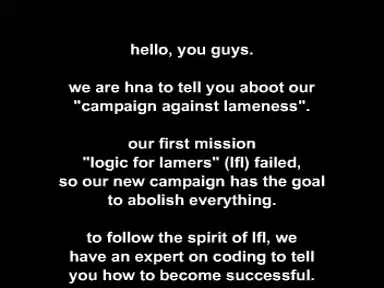 hello, you guys.
we are hna to tell you aboot our
"campaign against lameness".
our first mission
"logic for lamers" (lfl) failed,
so our new campaign has the goal
to abolish everything.
to follow the spirit of lfl, we
have an expert on coding to tell
you how to become successful.